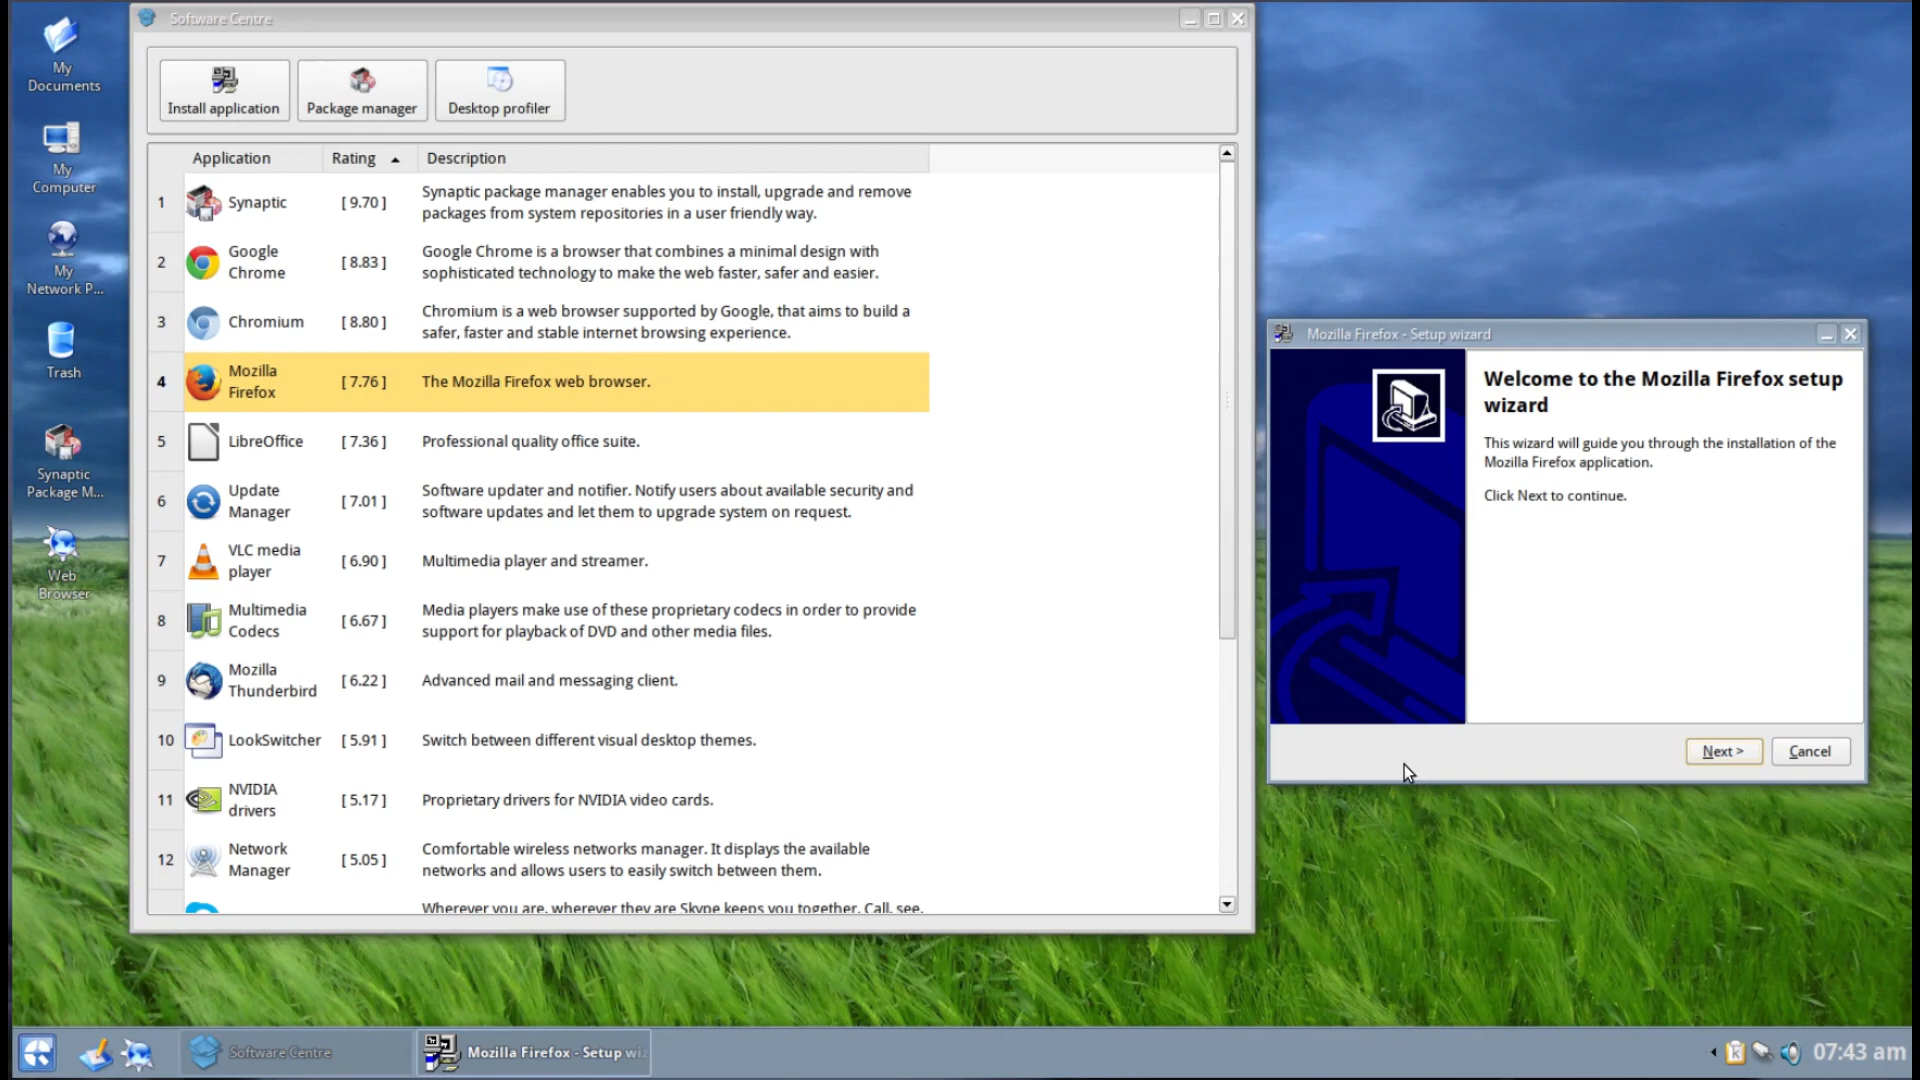 My
Documents
My
Computer
My
Network P...
Trash
Synaptic
Package M...
Web
Browser
Software Centre
Install application
Package manager
Desktop profiler
Application Rating Description
1 Synaptic [ 9.70 ] Synaptic package manager enables you to install, upgrade and remove
packages from system repositories in a user friendly way.
2 Google
Chrome [ 8.83 ] Google Chrome is a browser that combines a minimal design with
sophisticated technology to make the web faster, safer and easier.
3 Chromium [ 8.80 ] Chromium is a web browser supported by Google, that aims to build a
safer, faster and stable internet browsing experience.
4 Mozilla
Firefox [ 7.76 ] The Mozilla Firefox web browser.
5 LibreOffice [ 7.36 ] Professional quality office suite.
6 Update
Manager [ 7.01 ] Software updater and notifier. Notify users about available security and
software updates and let them to upgrade system on request.
7 VLC media
player [ 6.90 ] Multimedia player and streamer.
8 Multimedia
Codecs [ 6.67 ] Media players make use of these proprietary codecs in order to provide
support for playback of DVD and other media files.
9 Mozilla
Thunderbird [ 6.22 ] Advanced mail and messaging client.
10 LookSwitcher [ 5.91 ] Switch between different visual desktop themes.
11 NVIDIA
drivers [ 5.17 ] Proprietary drivers for NVIDIA video cards.
12 Network
Manager [ 5.05 ] Comfortable wireless networks manager. It displays the available
networks and allows users to easily switch between them.
Wherever you are, wherever they are Skype keeps you together. Call, see,
Mozilla Firefox - Setup wizard
Welcome to the Mozilla Firefox setup
wizard
This wizard will guide you through the installation of the
Mozilla Firefox application.
Click Next to continue.
Next >
Cancel
Software Centre
Mozilla Firefox - Setup wiz
07:43 am